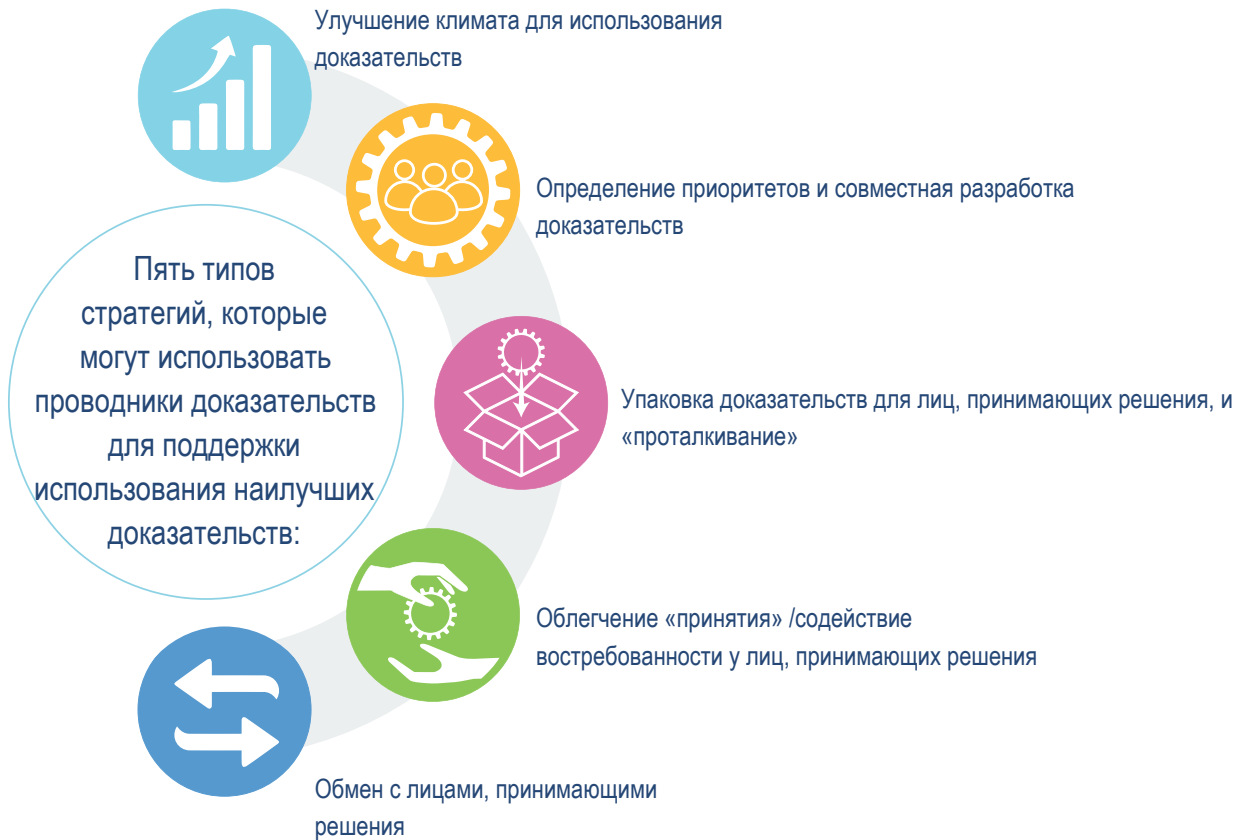 Улучшение климата для использования
доказательств
Определение приоритетов и совместная разработка
доказательств
Пять типов
стратегий, которые
могут использовать
проводники доказательств
для поддержки
использования наилучших
доказательств:
Упаковка доказательств для лиц, принимающих решения, и
«проталкивание»
Облегчение «принятия» /содействие
востребованности у лиц, принимающих решения
Обмен с лицами, принимающими
решения